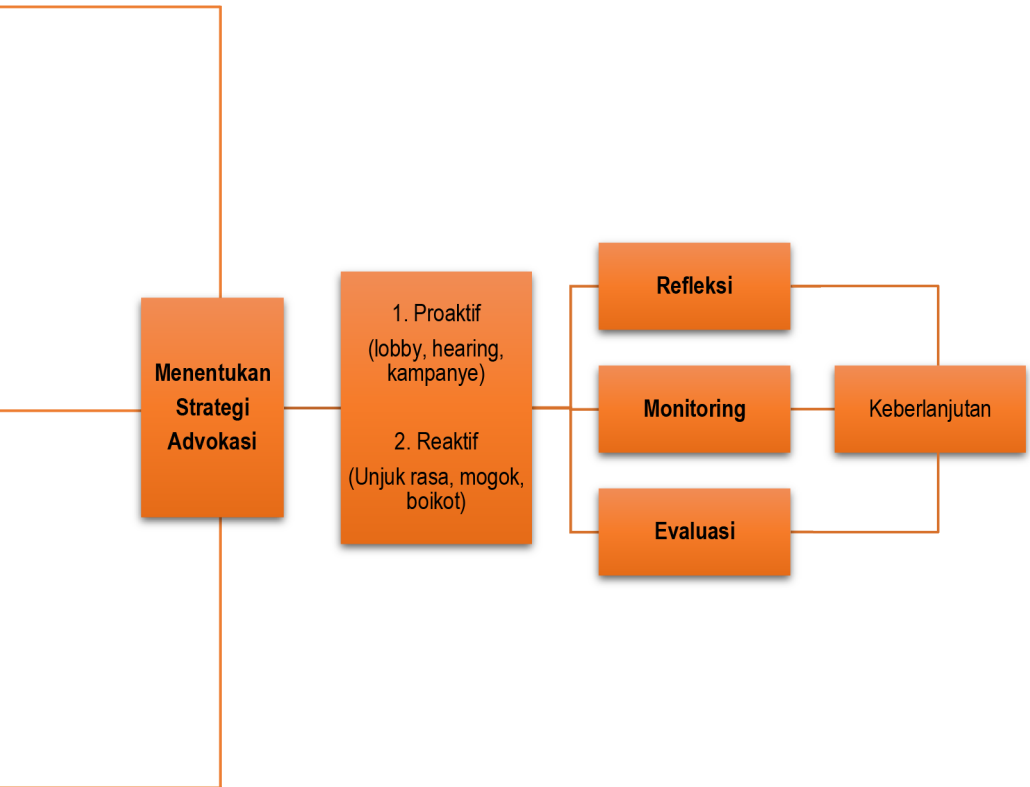 Menentukan
Strategi
Advokasi
1. Proaktif
(lobby, hearing,
kampanye)
2. Reaktif
(Unjuk rasa, mogok,
boikot)
Refleksi
Monitoring
Evaluasi
Keberlanjutan